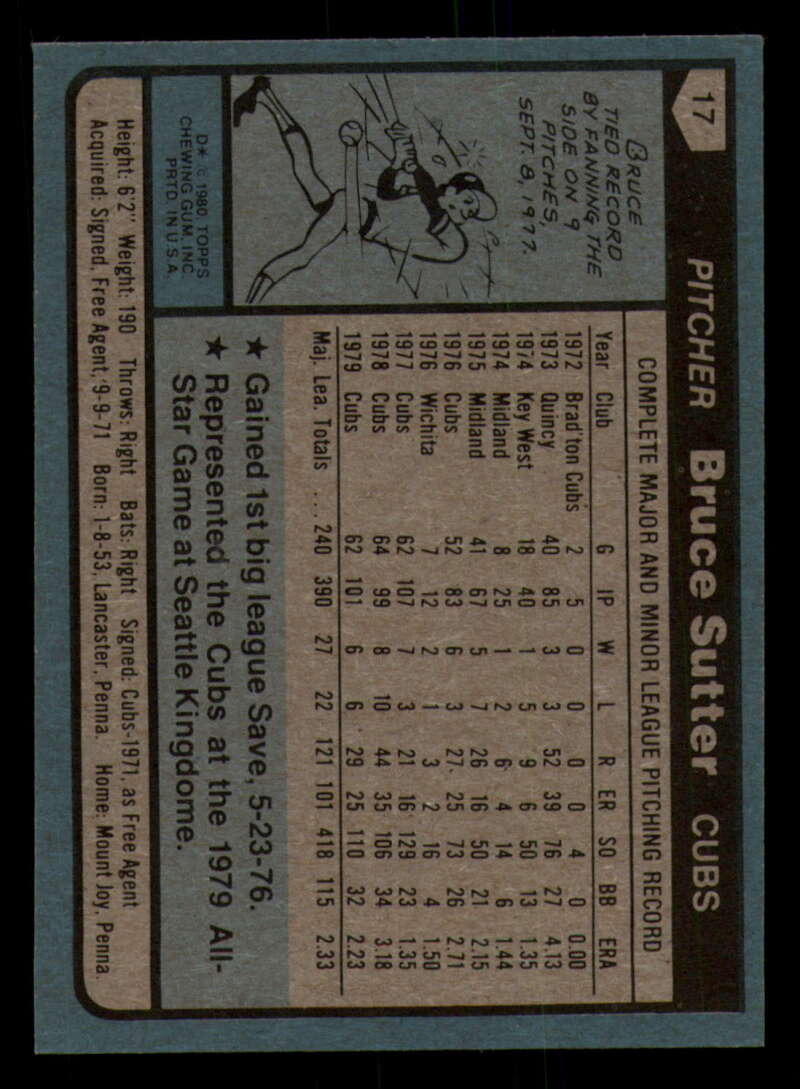 17
PITCHER Bruce Sutter CUBS
BRUCE
TIED RECORD
BY FANNING THE
SIDE ON 9
PITCHES,
SEPT. 8, 1977.
D* © 1980 TOPPS
CHEWING GUM, INC.
PRTD. IN U.S.A.
COMPLETE MAJOR AND MINOR LEAGUE PITCHING RECORD
Year Club G IP W L R ER SO BB ERA
1972 Brad'ton Cubs 2 5 0 0 0 0 4 0 0.00
1973 Quincy 40 85 3 3 52 39 76 27 4.13
1974 Key West 18 40 1 5 9 6 50 13 1.35
1974 Midland 8 25 1 2 6 4 14 6 1.44
1975 Midland 41 67 5 7 26 16 50 21 2.15
1976 Cubs 52 83 6 3 27 25 73 26 2.71
1976 Wichita 7 12 2 1 3 2 16 4 1.50
1977 Cubs 62 107 7 3 21 16 129 23 1.35
1978 Cubs 64 99 8 10 44 35 106 34 3.18
1979 Cubs 62 101 6 6 29 25 110 32 2.23
Maj. Lea. Totals .... 240 390 27 22 121 101 418 115 2.33
★ Gained 1st big league Save, 5-23-76.
★ Represented the Cubs at the 1979 All-
Star Game at Seattle Kingdome.
Height: 6'2" Weight: 190 Throws: Right Bats: Right Signed: Cubs-1971, as Free Agent
Acquired: Signed, Free Agent, 9-9-71 Born: 1-8-53, Lancaster, Penna. Home: Mount Joy, Penna.